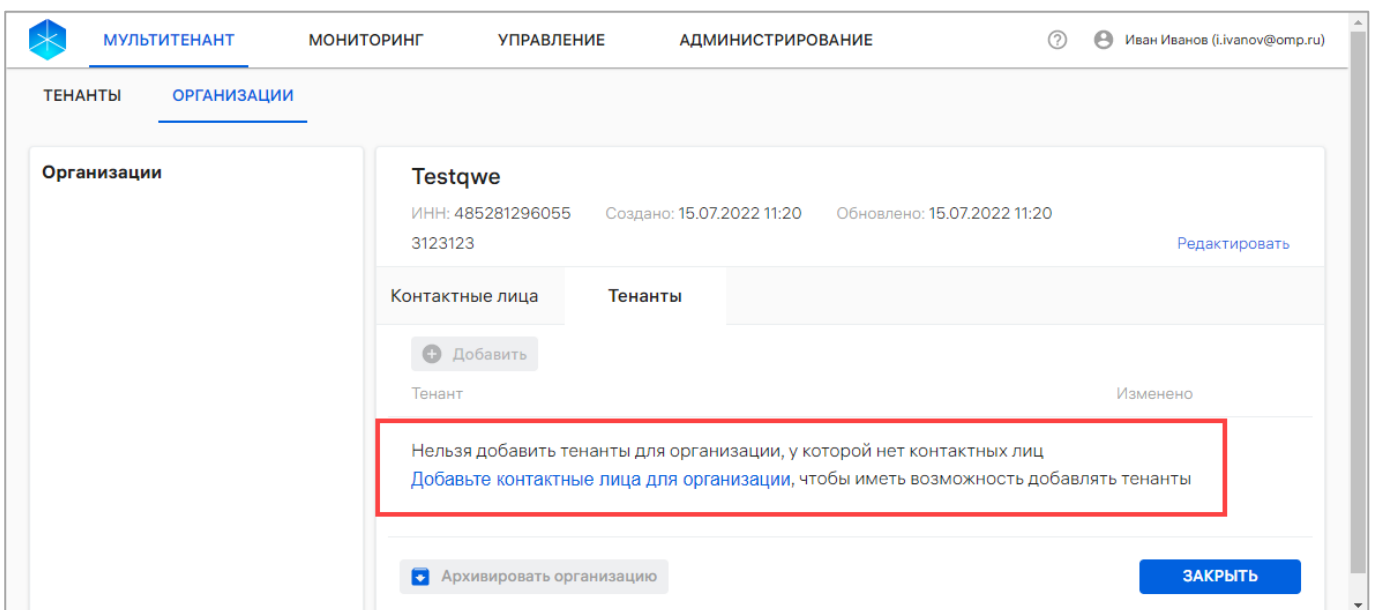 МУЛЬТИТЕНАНТ МОНИТОРИНГ УПРАВЛЕНИЕ АДМИНИСТРИРОВАНИЕ ? Иван Иванов (i.ivanov@omp.ru)
ТЕНАНТЫ ОРГАНИЗАЦИИ
Организации
Testqwe
ИНН: 485281296055 Создано: 15.07.2022 11:20 Обновлено: 15.07.2022 11:20
3123123 Редактировать
Контактные лица Тенанты
Добавить
Тенант Изменено
Нельзя добавить тенанты для организации, у которой нет контактных лиц
Добавьте контактные лица для организации, чтобы иметь возможность добавлять тенанты
Архивировать организацию ЗАКРЫТЬ